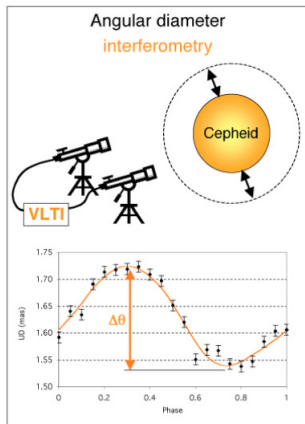 Angular diameter
interferometry
Cepheid
VLTI
UD (mas)
1.75
1.70
1.65
1.60
1.55
1.50
Δθ
0
0.2
0.4
0.6
0.8
1
Phase